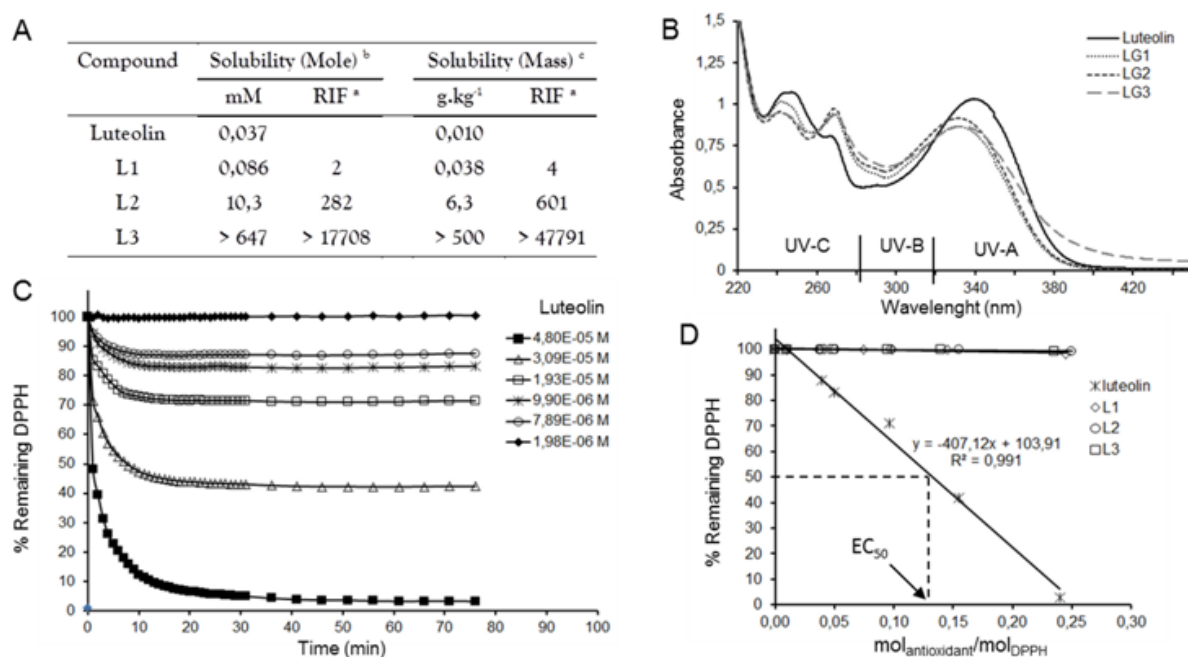 A
Compound Solubility (Mole) b Solubility (Mass) c
mM RIF a g.kg-1 RIF a
Luteolin 0,037 0,010
L1 0,086 2 0,038 4
L2 10,3 282 6,3 601
L3 > 647 > 17708 > 500 > 47791
B
Absorbance
1,5
1,25
1
0,75
0,5
0,25
0
Luteolin
LG1
LG2
LG3
UV-C UV-B UV-A
220 260 300 340 380 420
Wavelenght (nm)
C
% Remaining DPPH
100
90
80
70
60
50
40
30
20
10
0
Luteolin
4,80E-05 M
3,09E-05 M
1,93E-05 M
9,90E-06 M
7,89E-06 M
1,98E-06 M
0 10 20 30 40 50 60 70 80 90 100
Time (min)
D
% Remaining DPPH
100
90
80
70
60
50
40
30
20
10
0
luteolin
L1
L2
L3
y = -407,12x + 103,91
R² = 0,991
EC50
0,00 0,05 0,10 0,15 0,20 0,25 0,30
molantioxidant/molDPPH